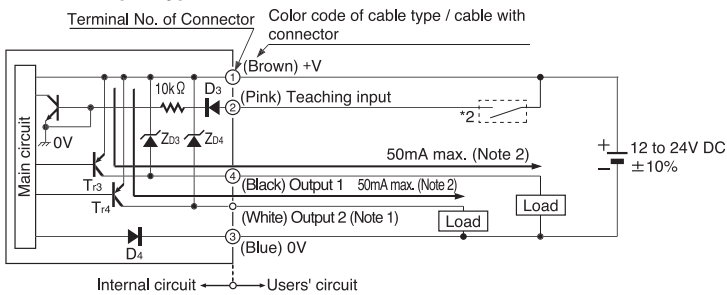 Terminal No. of Connector
Color code of cable type / cable with
connector
1
(Brown) +V
10kΩ
D3
2
(Pink) Teaching input
*2
Main circuit
0V
ZD3
ZD4
50mA max. (Note 2)
+
−
12 to 24V DC
±10%
Tr3
4
(Black) Output 1
50mA max. (Note 2)
Load
Tr4
(White) Output 2 (Note 1)
Load
3
D4
(Blue) 0V
Internal circuit
Users' circuit